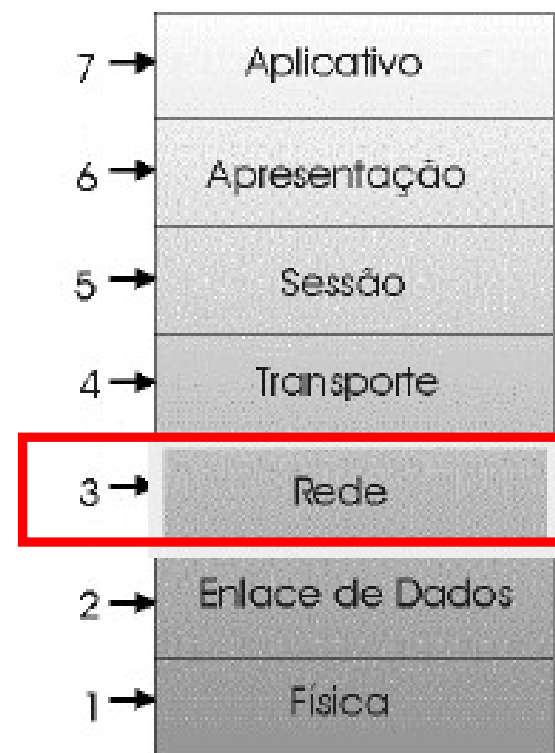 7 → Aplicativo
6 → Apresentação
5 → Sessão
4 → Transporte
3 → Rede
2 → Enlace de Dados
1 → Física